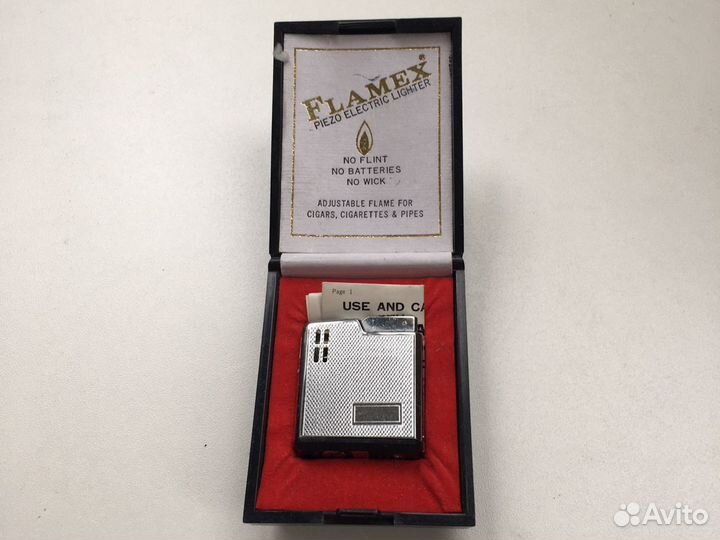 FLAMEX®
PIEZO ELECTRIC LIGHTER
NO FLINT
NO BATTERIES
NO WICK
ADJUSTABLE FLAME FOR
CIGARS, CIGARETTES & PIPES
Page 1
USE AND CA
Avito